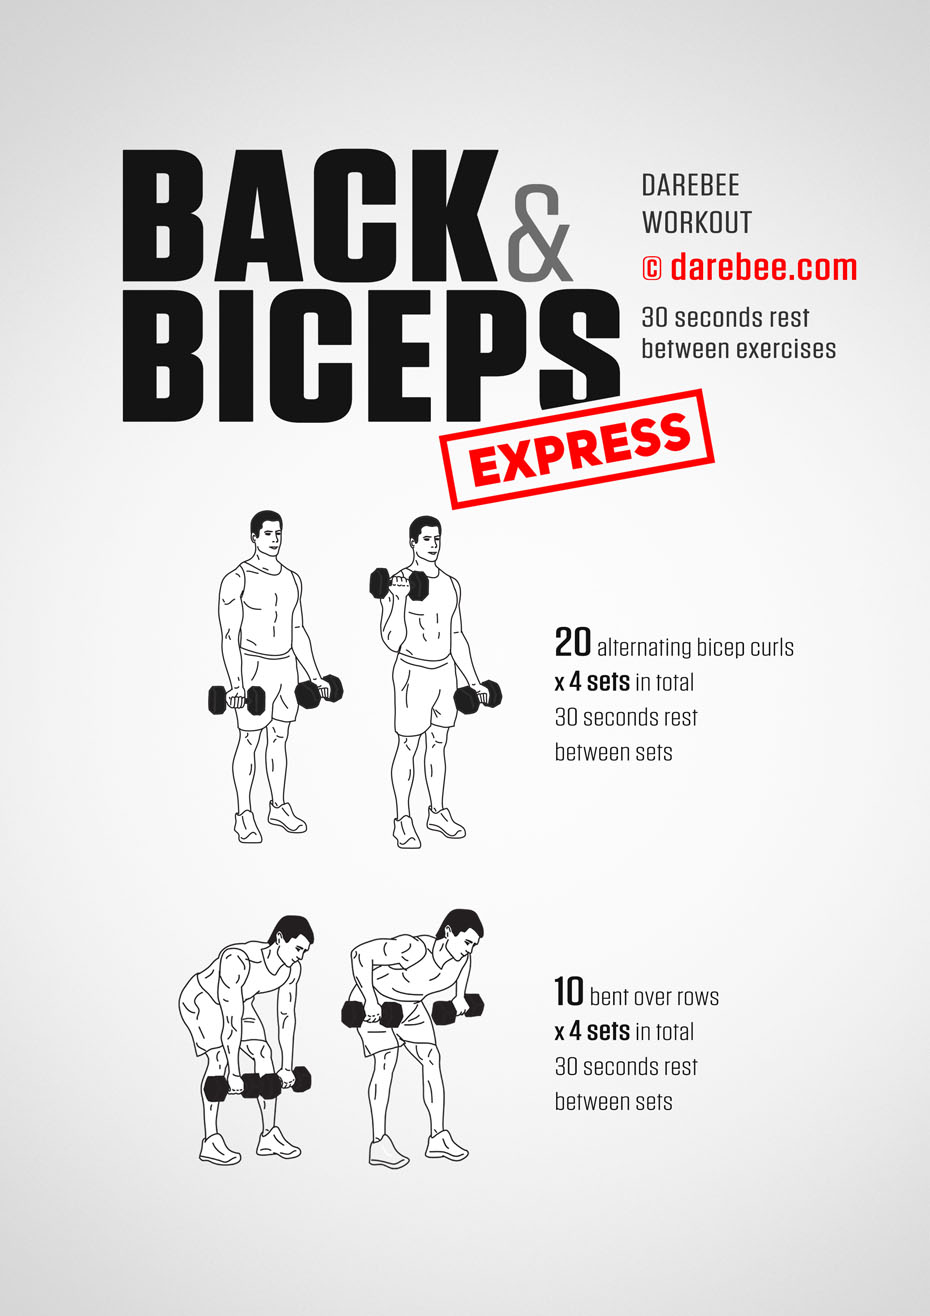 BACK &
BICEPS
EXPRESS
DAREBEE
WORKOUT
© darebee.com
30 seconds rest
between exercises
20 alternating bicep curls
x 4 sets in total
30 seconds rest
between sets
10 bent over rows
x 4 sets in total
30 seconds rest
between sets